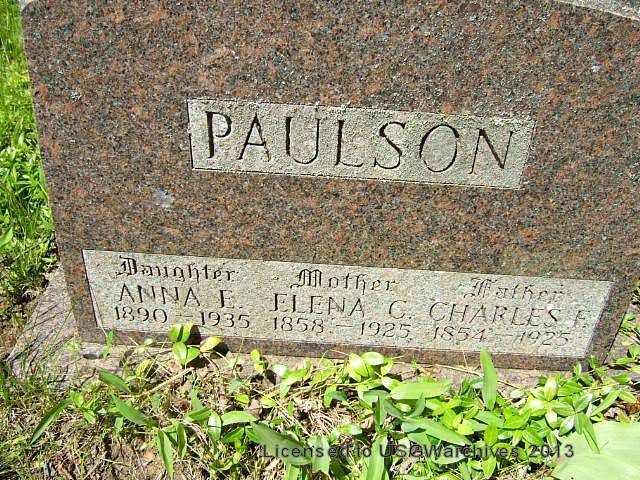 PAULSON
Daughter Mother Father
ANNA E. ELENA C. CHARLES F.
1890 - 1935 1858 - 1925 1854 - 1925
Licensed to USGWarchives 2013